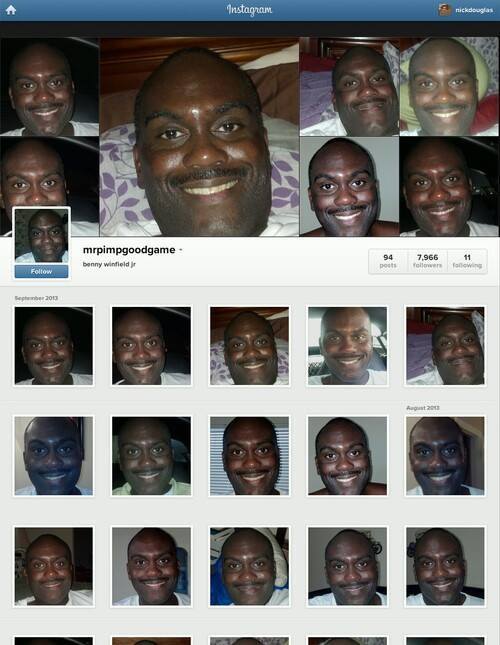 Instagram
nickdouglas
mrpimpgoodgame
benny winfield jr
Follow
94
posts
7,966
followers
11
following
September 2013
August 2013